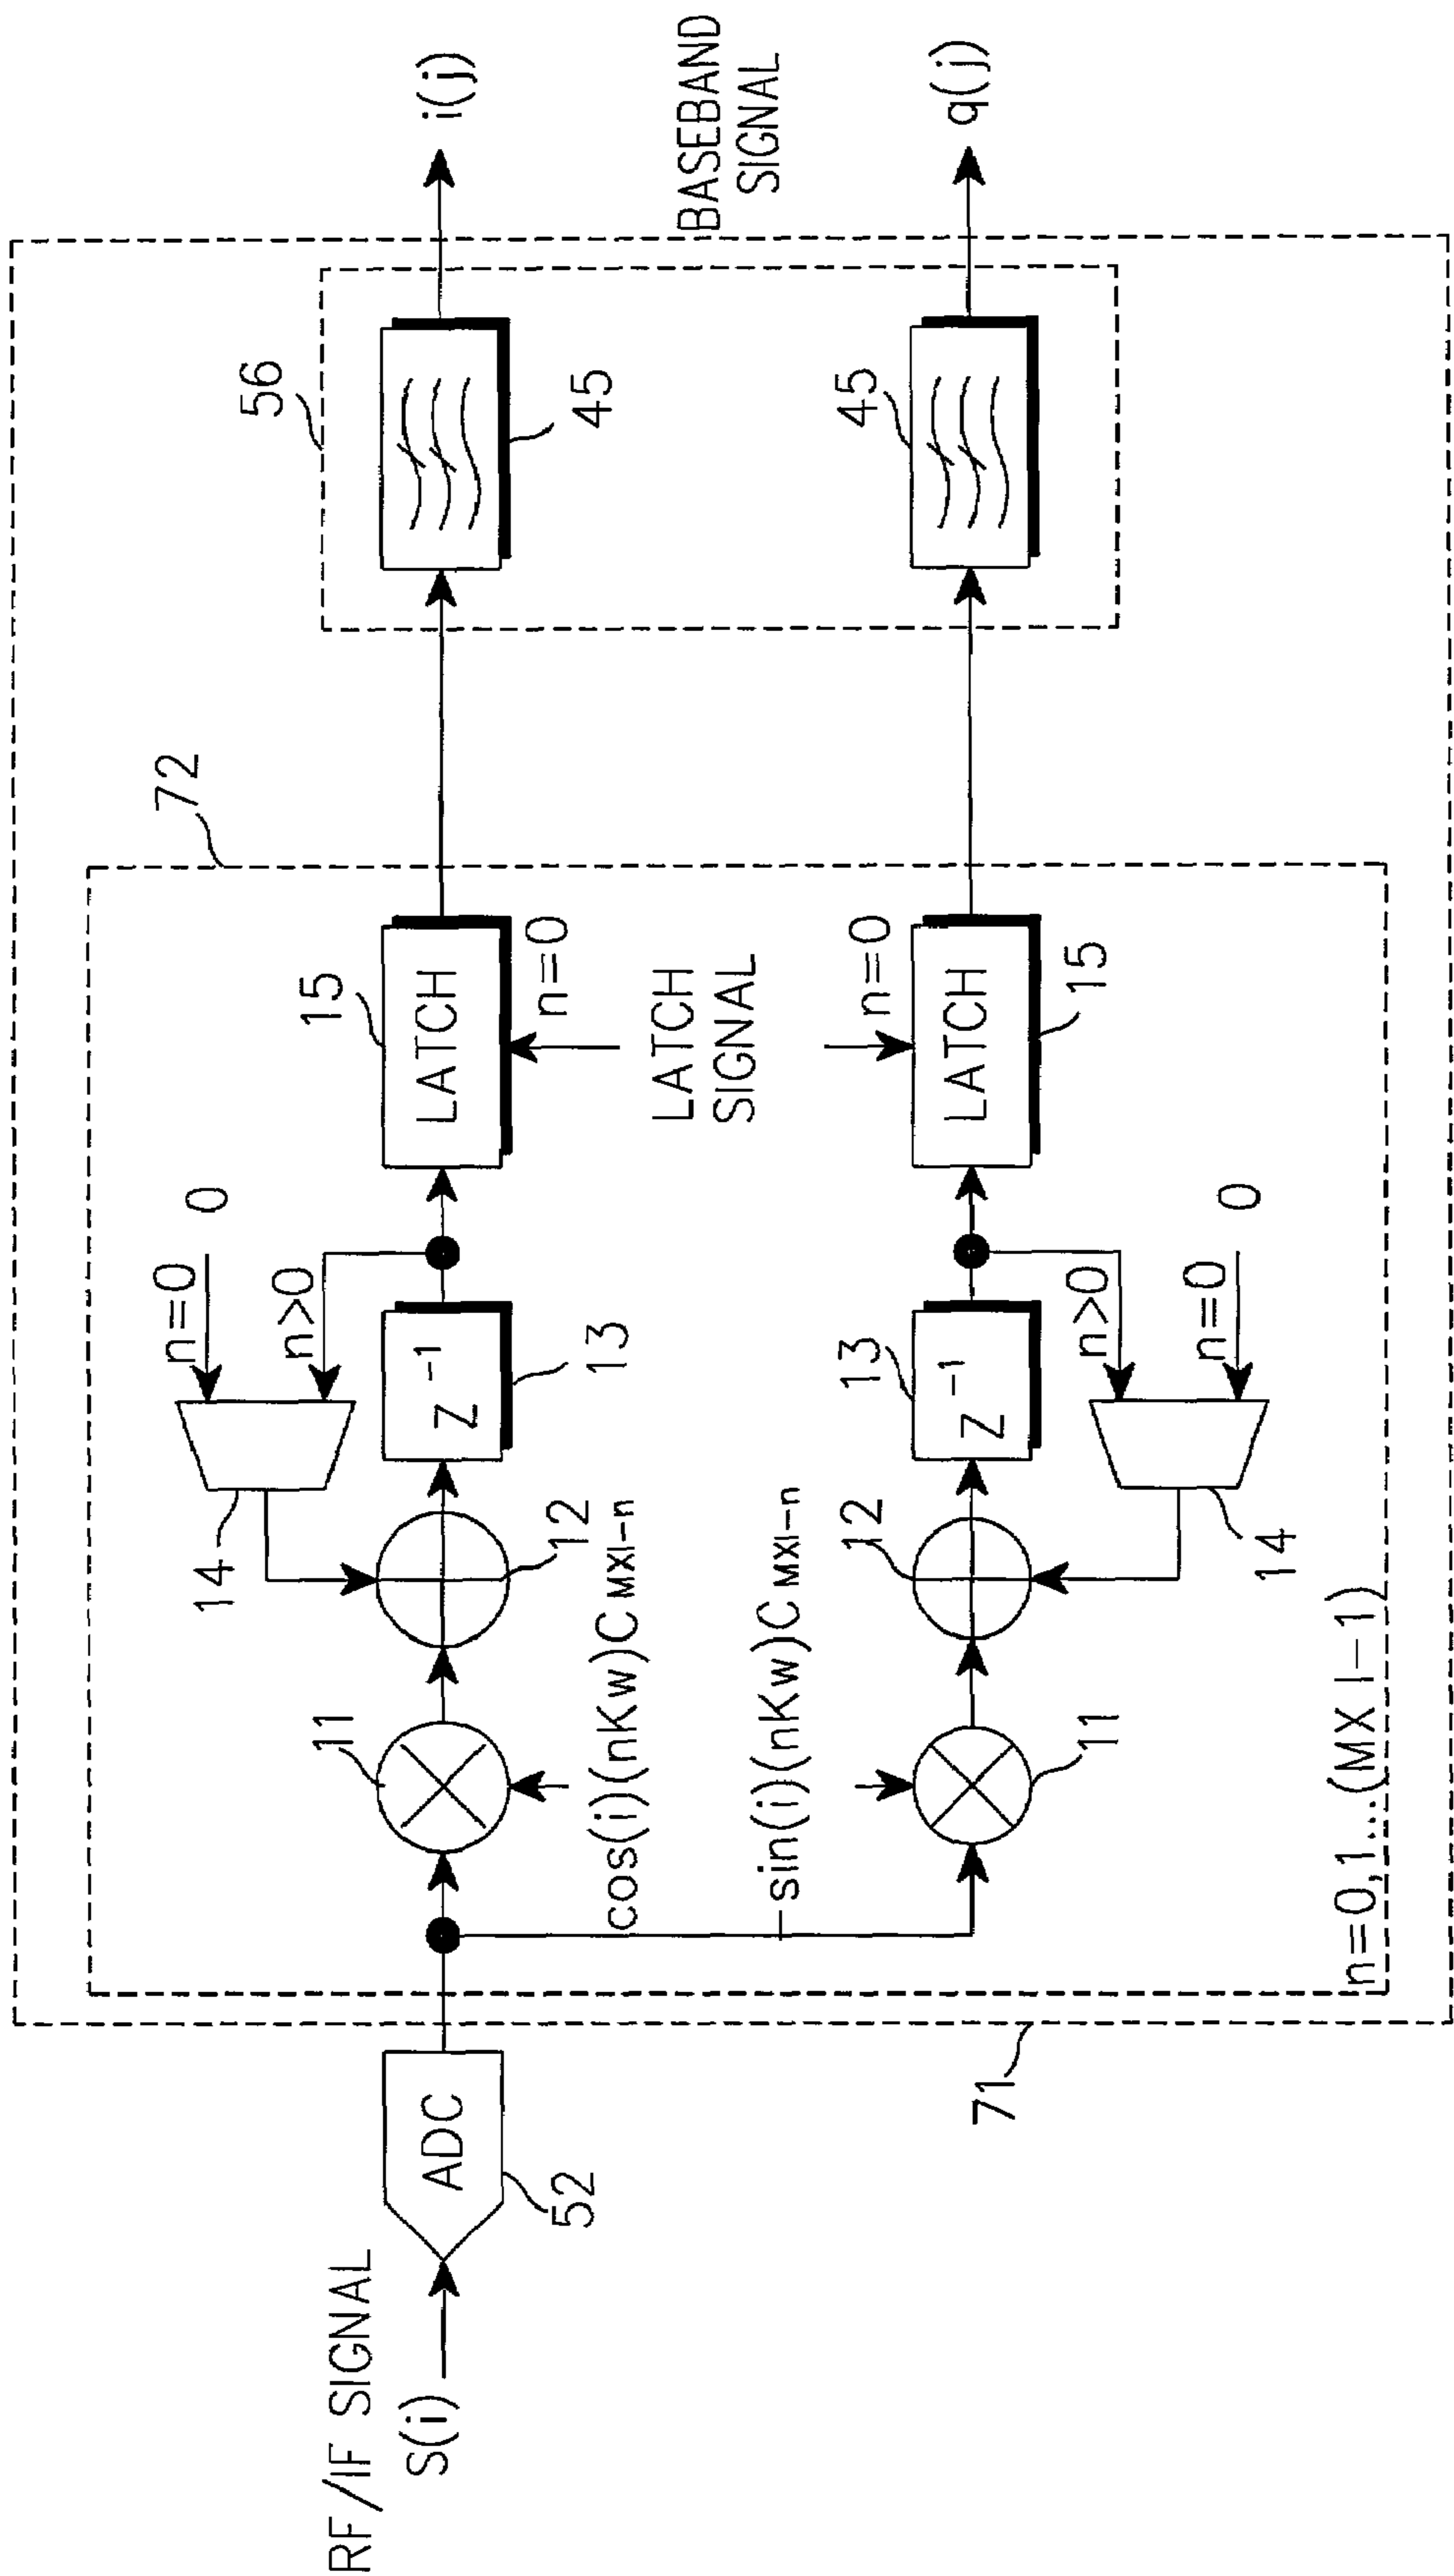 RF/IF SIGNAL
S(i)
ADC
52
71
72
11
cos(i)(nKw)CMXI-n
12
14
n=0
0
n>0
Z⁻¹
13
15
LATCH
n=0
LATCH
SIGNAL
56
45
i(j)
BASEBAND
SIGNAL
-sin(i)(nKw)CMXI-n
11
12
14
13
Z⁻¹
n>0
n=0
0
n=0
LATCH
15
45
q(j)
n=0,1...(MXI-1)